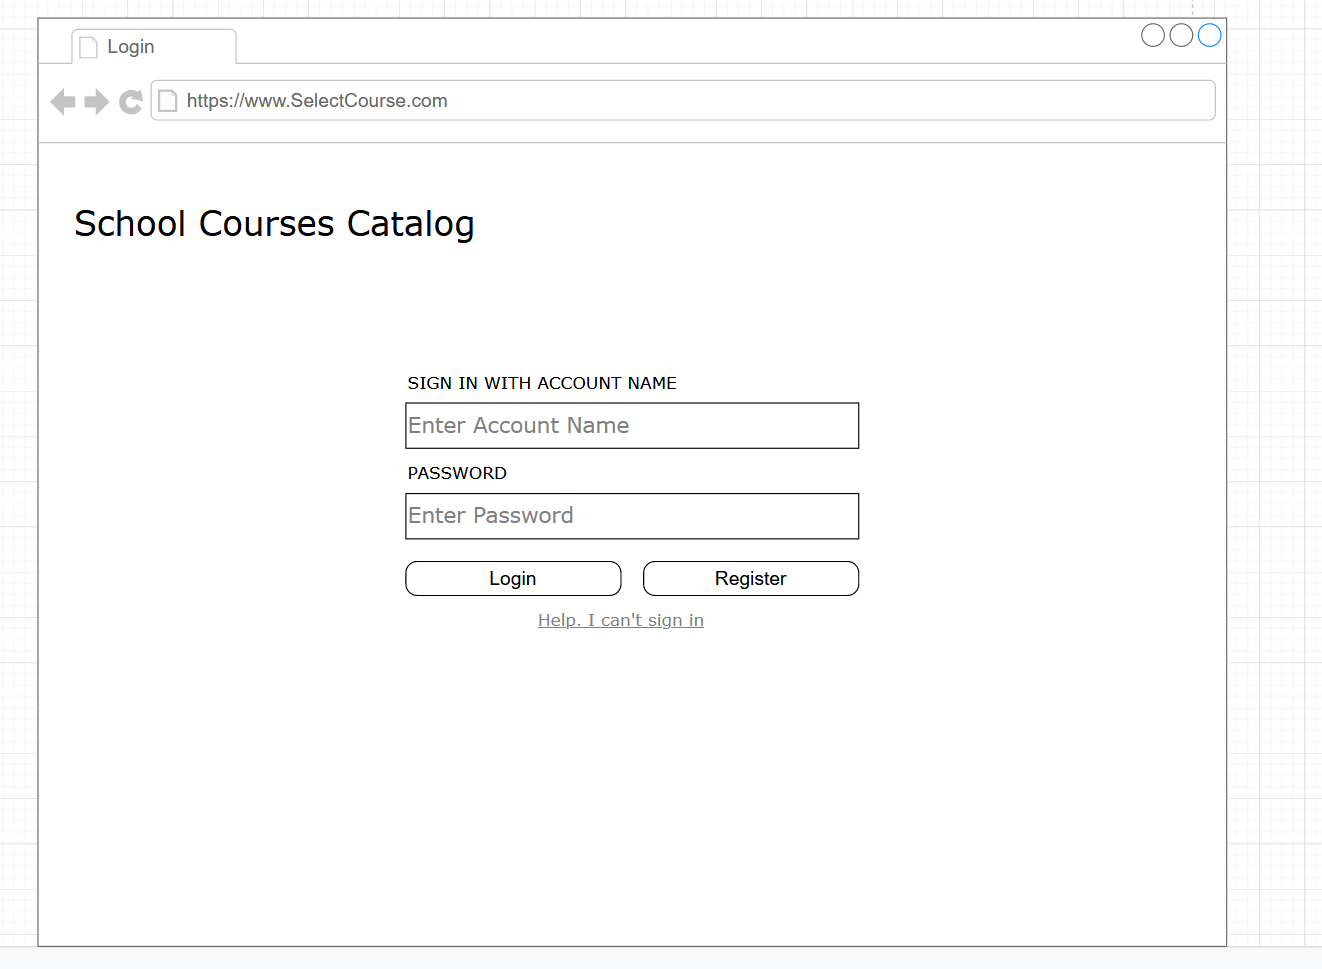 Login
https://www.SelectCourse.com
School Courses Catalog
SIGN IN WITH ACCOUNT NAME
Enter Account Name
PASSWORD
Enter Password
Login
Register
Help. I can't sign in